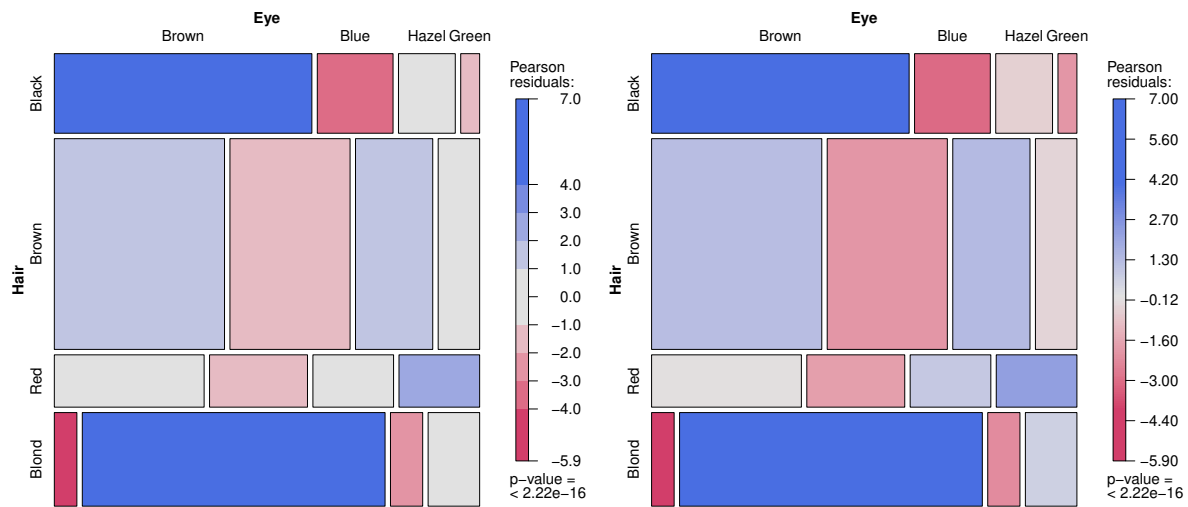 Eye
Brown Blue Hazel Green
Hair
Black
Brown
Red
Blond
Pearson
residuals:
7.0
4.0
3.0
2.0
1.0
0.0
−1.0
−2.0
−3.0
−4.0
−5.9
p−value =
< 2.22e−16
Eye
Brown Blue Hazel Green
Hair
Black
Brown
Red
Blond
Pearson
residuals:
7.00
5.60
4.20
2.70
1.30
−0.12
−1.60
−3.00
−4.40
−5.90
p−value =
< 2.22e−16